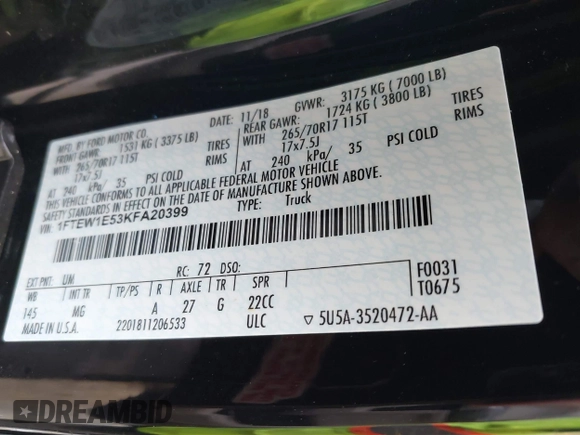 MFD. BY FORD MOTOR CO. DATE: 11/18 GVWR: 3175 KG ( 7000 LB)
FRONT GAWR: 1531 KG ( 3375 LB) REAR GAWR: 1724 KG ( 3800 LB)
WITH 265/70R17 115T TIRES WITH 265/70R17 115T TIRES
17x7.5J RIMS 17x7.5J RIMS
AT 240 kPa/ 35 PSI COLD AT 240 kPa/ 35 PSI COLD
THIS VEHICLE CONFORMS TO ALL APPLICABLE FEDERAL MOTOR VEHICLE
SAFETY STANDARDS IN EFFECT ON THE DATE OF MANUFACTURE SHOWN ABOVE.
VIN: 1FTEW1E53KFA20399 TYPE: Truck
EXT PNT: UM RC: 72 DSO: F0031
WB INT TR TP/PS R AXLE TR SPR T0675
145 MG A 27 G 22CC
MADE IN U.S.A. 2201811206533 ULC ▽ 5U5A-3520472-AA
DREAMBID